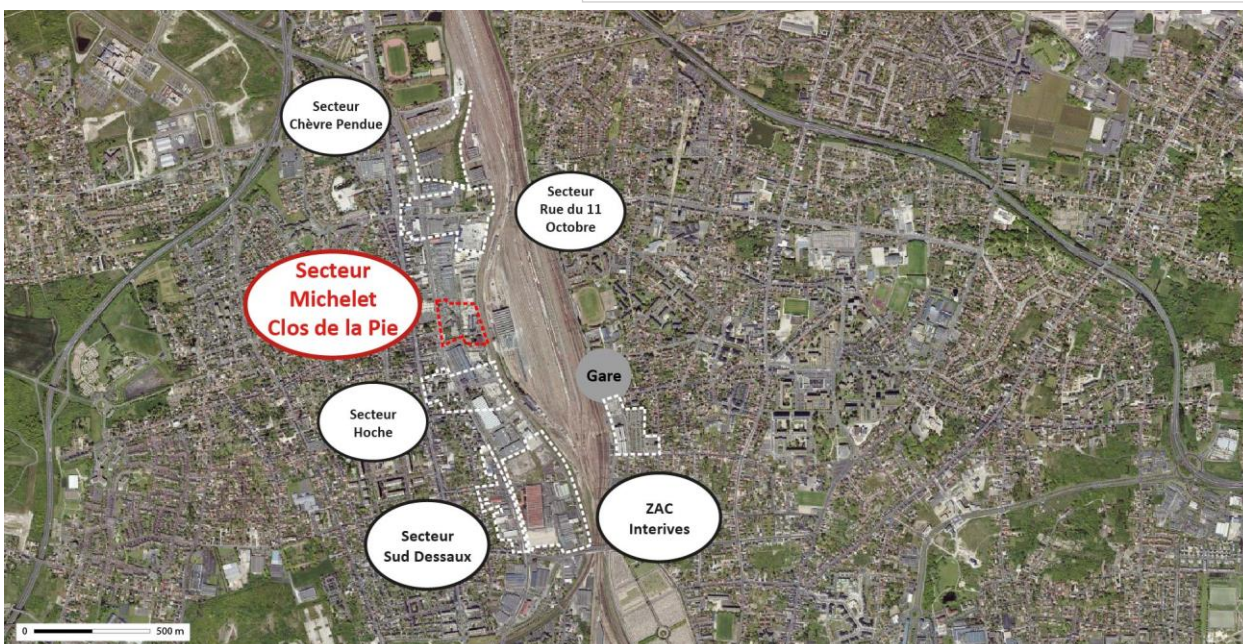 Secteur
Chèvre Pendue
Secteur
Rue du 11
Octobre
Secteur
Michelet
Clos de la Pie
Gare
Secteur
Hoche
Secteur
Sud Dessaux
ZAC
Interives
0 500 m